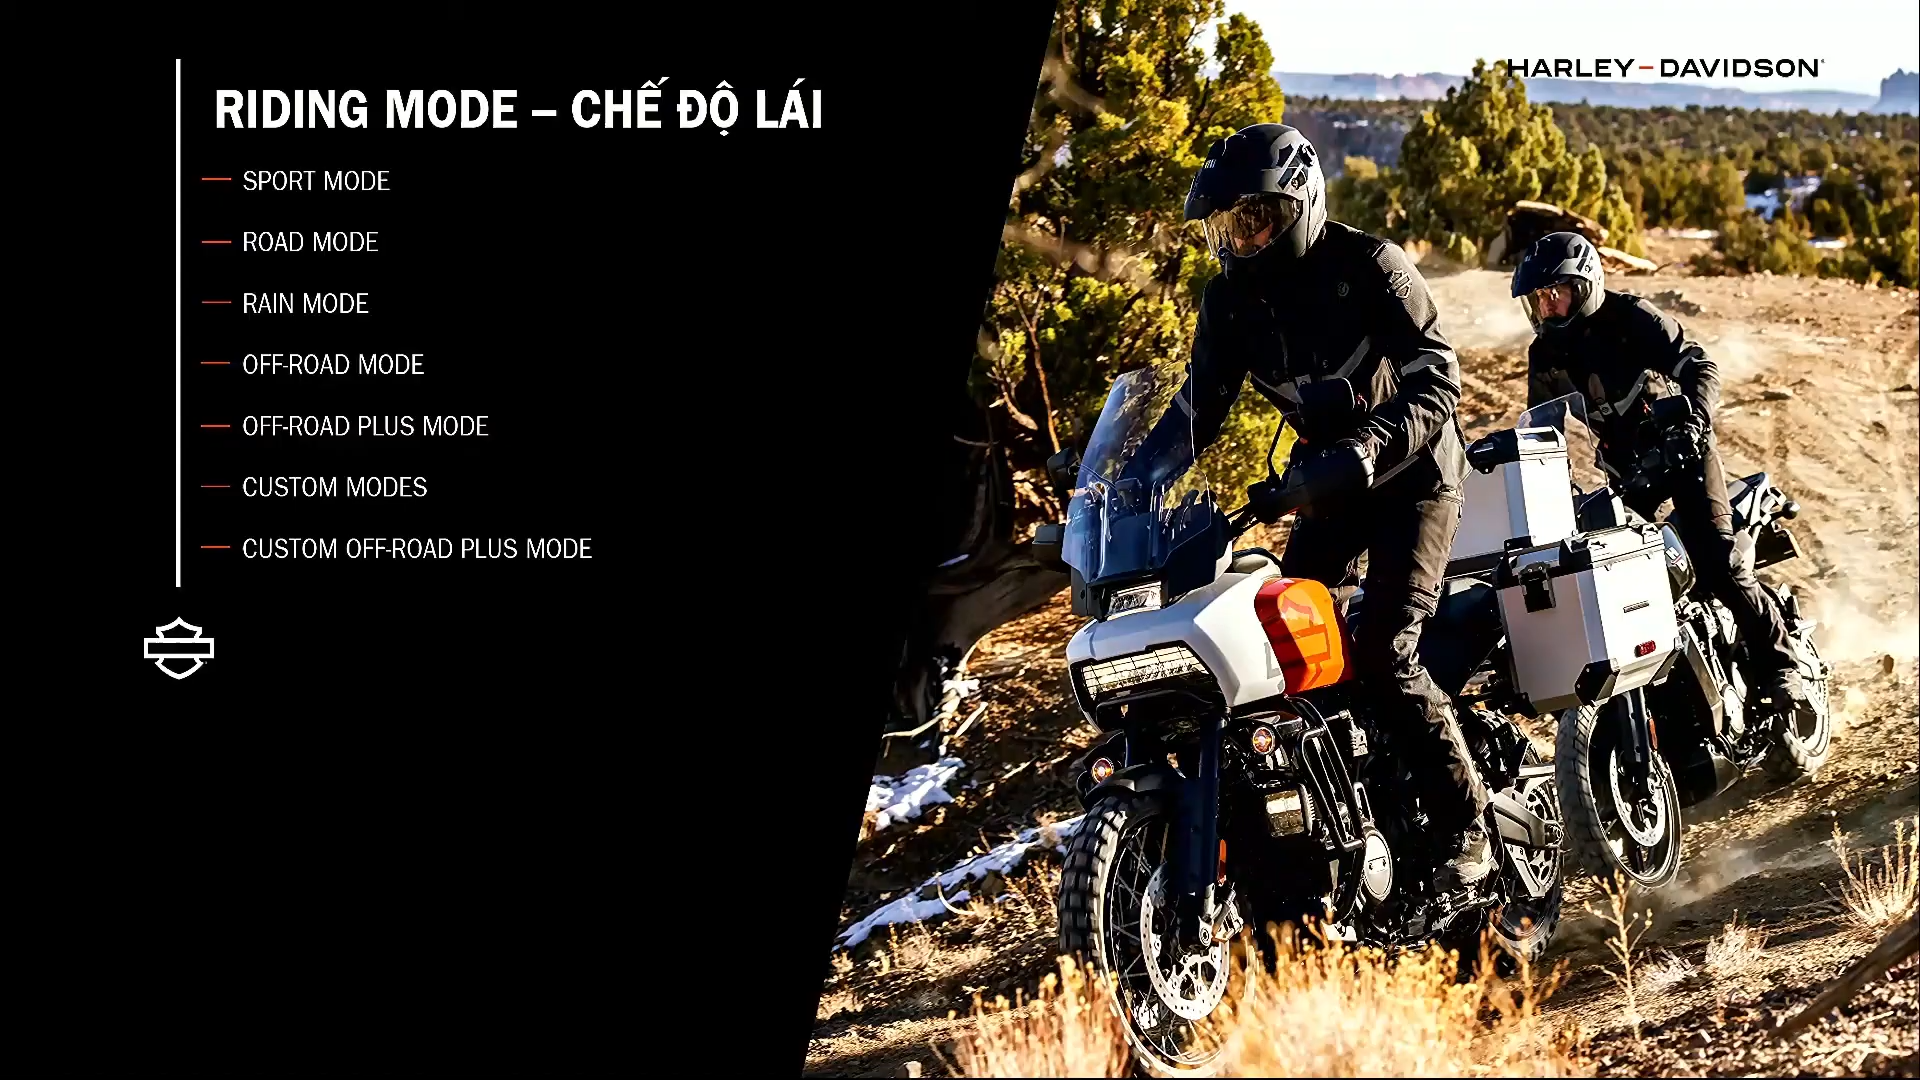 HARLEY–DAVIDSON
RIDING MODE – CHẾ ĐỘ LÁI
— SPORT MODE
— ROAD MODE
— RAIN MODE
— OFF-ROAD MODE
— OFF-ROAD PLUS MODE
— CUSTOM MODES
— CUSTOM OFF-ROAD PLUS MODE